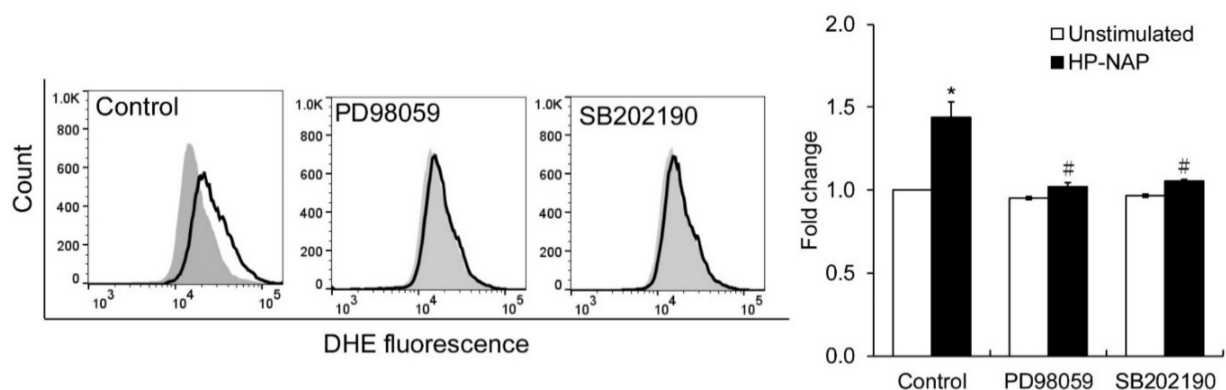 Control
PD98059
SB202190
Count
1.0K
800
600
400
200
0
10³
10⁴
10⁵
1.0K
800
600
400
200
0
10³
10⁴
10⁵
1.0K
800
600
400
200
0
10³
10⁴
10⁵
DHE fluorescence
Unstimulated
HP-NAP
Fold change
2.0
1.5
1.0
0.5
0.0
*
#
#
Control
PD98059
SB202190